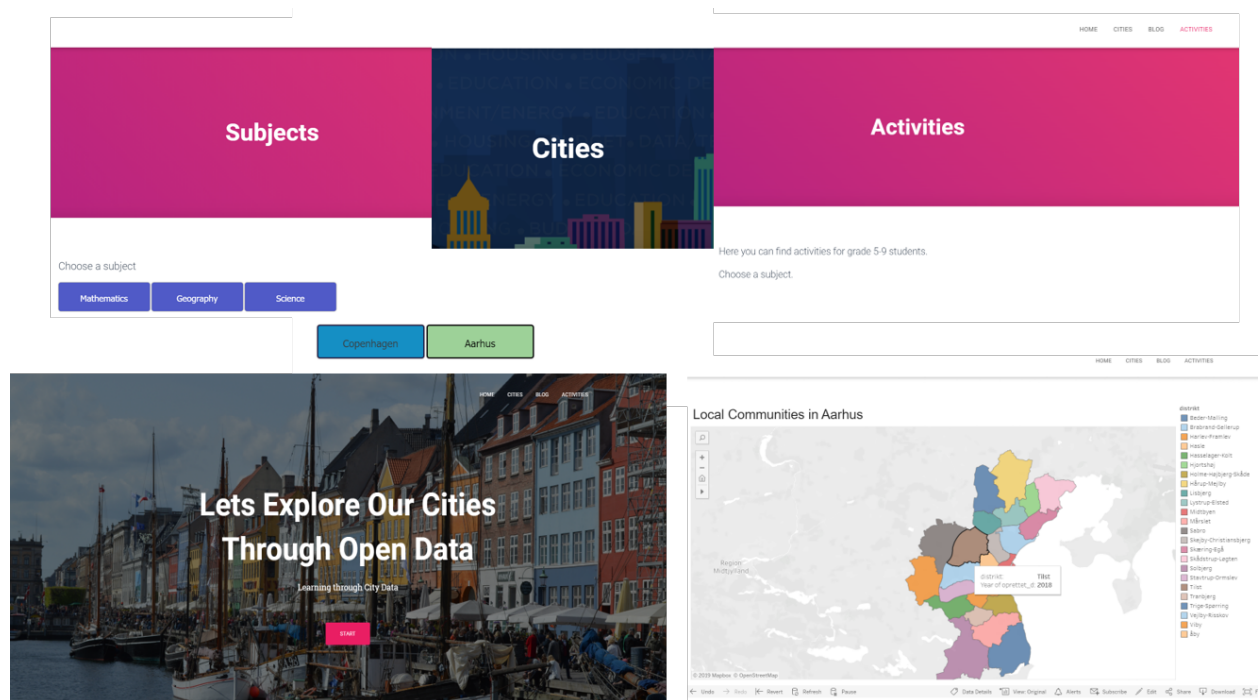 HOME CITIES BLOG ACTIVITIES
Subjects
Cities
Activities
Choose a subject
Mathematics
Geography
Science
Here you can find activities for grade 5-9 students.
Choose a subject.
Copenhagen
Aarhus
HOME CITIES BLOG ACTIVITIES
Lets Explore Our Cities
Through Open Data
Learning through City Data
START
HOME CITIES BLOG ACTIVITIES
Local Communities in Aarhus
Region
Midtjylland
distrikt: Tilst
Year of oprettet_d: 2018
© 2019 Mapbox © OpenStreetMap
distrikt
Beder-Malling
Brabrand-Gellerup
Harlev-Framlev
Hasle
Hasselager-Kolt
Hjortshøj
Holme-Højbjerg-Skåde
Hårup-Mejlby
Lisbjerg
Lystrup-Elsted
Midtbyen
Mårslet
Sabro
Skejby-Christiansbjerg
Skæring-Egå
Skødstrup-Løgten
Solbjerg
Stavtrup-Ormslev
Tilst
Tranbjerg
Trige-Spørring
Vejlby-Risskov
Viby
Åby
Undo Redo Revert Refresh Pause
Data Details View: Original Alerts Subscribe Edit Share Download